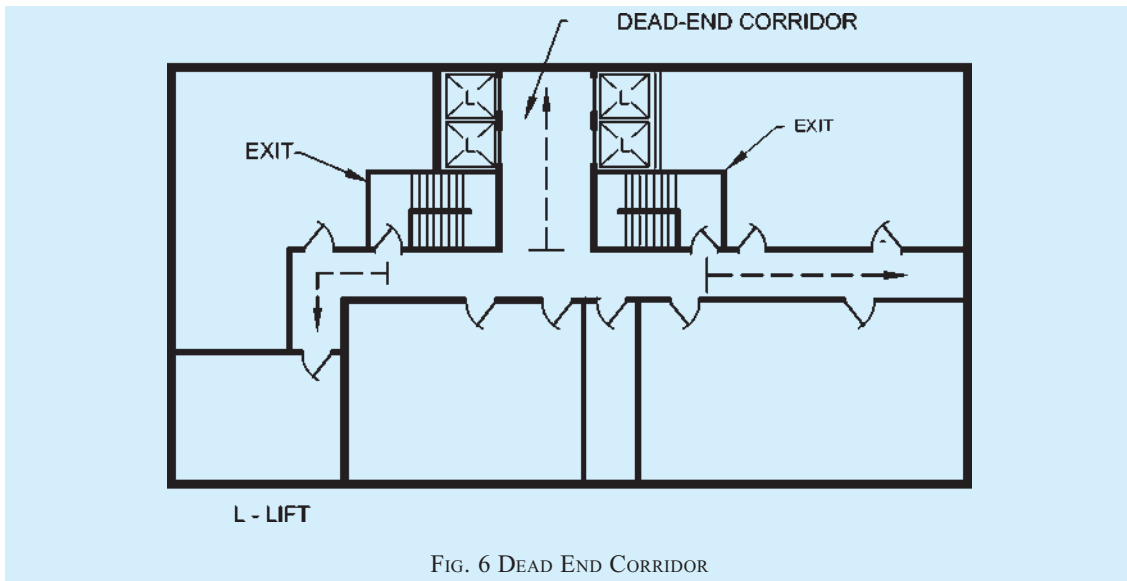 DEAD-END CORRIDOR
L
L
L
L
EXIT
EXIT
L - LIFT
FIG. 6 DEAD END CORRIDOR